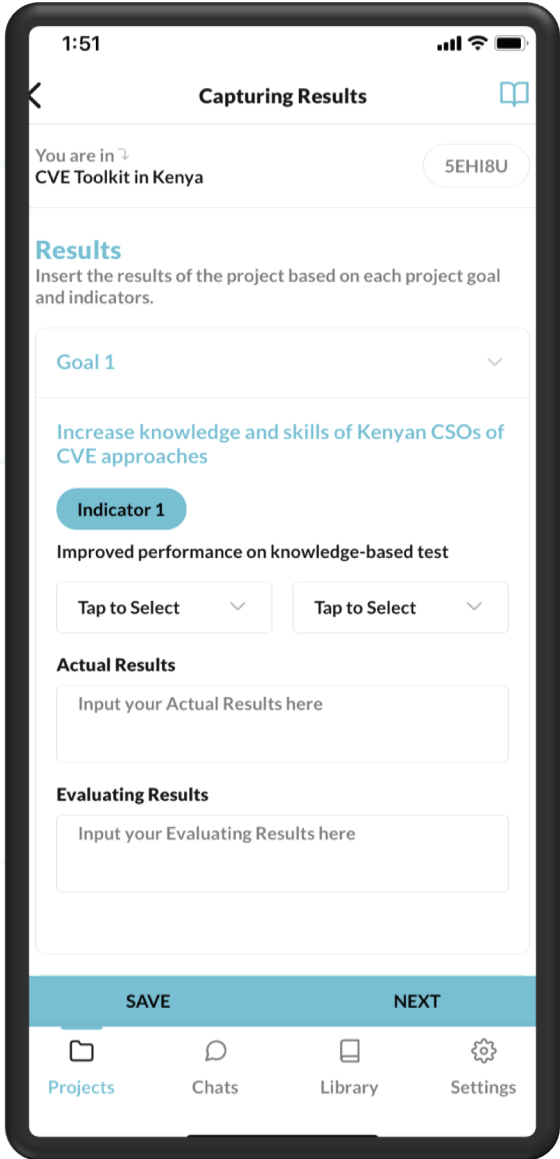 1:51
Capturing Results
You are in
5EHI8U
CVE Toolkit in Kenya
Results
Insert the results of the project based on each project goal
and indicators.
Goal 1
Increase knowledge and skills of Kenyan CSOs of
CVE approaches
Indicator 1
Improved performance on knowledge-based test
Tap to Select
Tap to Select
Actual Results
Input your Actual Results here
Evaluating Results
Input your Evaluating Results here
SAVE
NEXT
Projects
Chats
Library
Settings